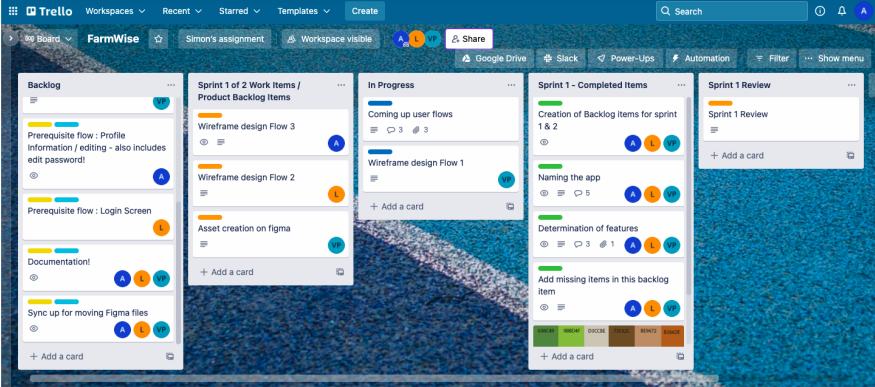 Trello
Workspaces
Recent
Starred
Templates
Create
Search
A
Board
FarmWise
Simon's assignment
Workspace visible
A
L
VP
Share
Google Drive
Slack
Power-Ups
Automation
Filter
Show menu
Backlog
VP
Prerequisite flow : Profile
Information / editing - also includes
edit password!
A
Prerequisite flow : Login Screen
L
Documentation!
A
L
VP
Sync up for moving Figma files
A
L
VP
+ Add a card
Sprint 1 of 2 Work Items /
Product Backlog Items
Wireframe design Flow 3
A
Wireframe design Flow 2
L
Asset creation on figma
VP
+ Add a card
In Progress
Coming up user flows
3
3
Wireframe design Flow 1
VP
+ Add a card
Sprint 1 - Completed Items
Creation of Backlog items for sprint
1 & 2
A
L
VP
Naming the app
5
A
L
VP
Determination of features
3
1
A
L
VP
Add missing items in this backlog
item
A
L
VP
+ Add a card
Sprint 1 Review
Sprint 1 Review
+ Add a card